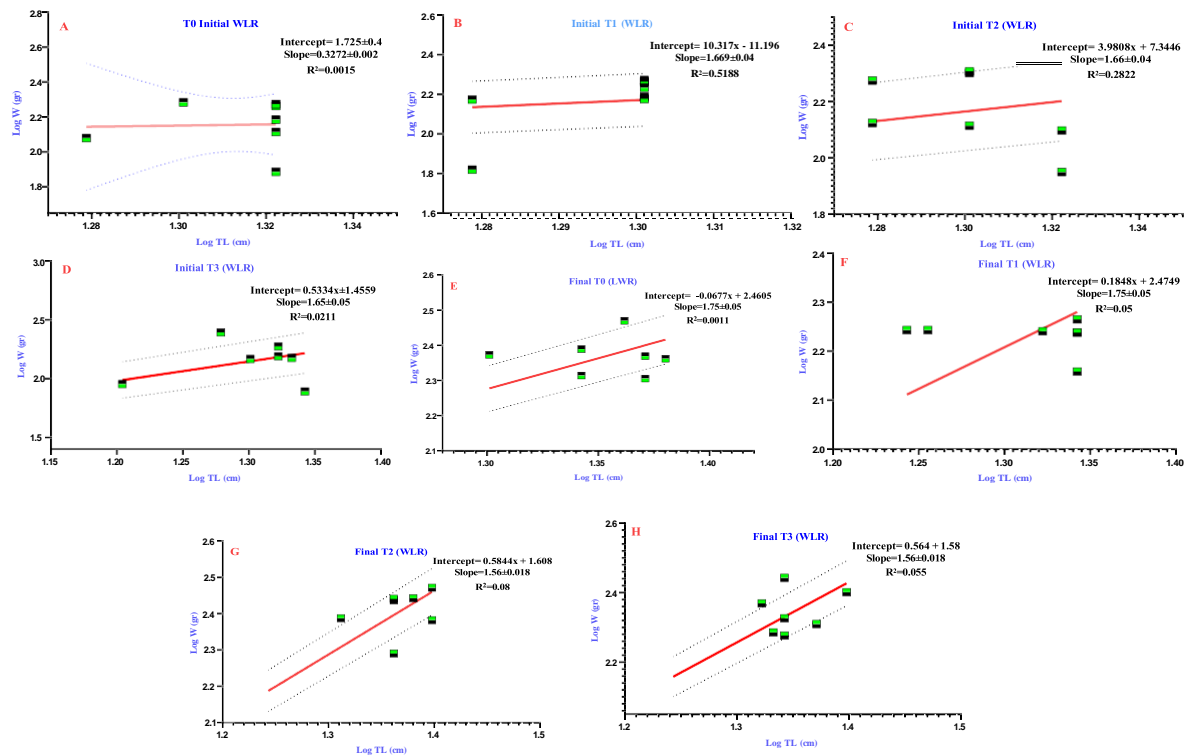 A
T0 Initial WLR
Intercept=1.725±0.4
Slope=0.3272±0.002
R²=0.0015
Log W (gr)
2.8
2.6
2.4
2.2
2.0
1.8
1.28
1.30
1.32
1.34
Log TL (cm)
B
Initial T1 (WLR)
Intercept= 10.317x - 11.196
Slope=1.669±0.04
R²=0.5188
Log W (gr)
2.6
2.4
2.2
2.0
1.8
1.6
1.28
1.29
1.30
1.31
1.32
Log TL (cm)
C
Initial T2 (WLR)
Intercept= 3.9808x + 7.3446
Slope=1.66±0.04
R²=0.2822
Log W (gr)
2.4
2.2
2.0
1.8
1.28
1.30
1.32
1.34
Log TL (cm)
D
Initial T3 (WLR)
Intercept= 0.5334x±1.4559
Slope=1.65±0.05
R²=0.0211
Log W (gr)
3.0
2.5
2.0
1.5
1.15
1.20
1.25
1.30
1.35
1.40
Log TL (cm)
E
Final T0 (LWR)
Intercept= -0.0677x + 2.4605
Slope=1.75±0.05
R²=0.0011
Log W (gr)
2.6
2.5
2.4
2.3
2.2
2.1
1.30
1.35
1.40
Log TL (cm)
F
Final T1 (WLR)
Intercept= 0.1848x + 2.4749
Slope=1.75±0.05
R²=0.05
Log W (gr)
2.3
2.2
2.1
2.0
1.20
1.25
1.30
1.35
1.40
Log TL (cm)
G
Final T2 (WLR)
Intercept= 0.5844x + 1.608
Slope=1.56±0.018
R²=0.08
Log W (gr)
2.6
2.5
2.4
2.3
2.2
2.1
1.2
1.3
1.4
1.5
Log TL (cm)
H
Final T3 (WLR)
Intercept= 0.564 + 1.58
Slope=1.56±0.018
R²=0.055
Log W (gr)
2.6
2.4
2.2
1.2
1.3
1.4
1.5
Log TL (cm)